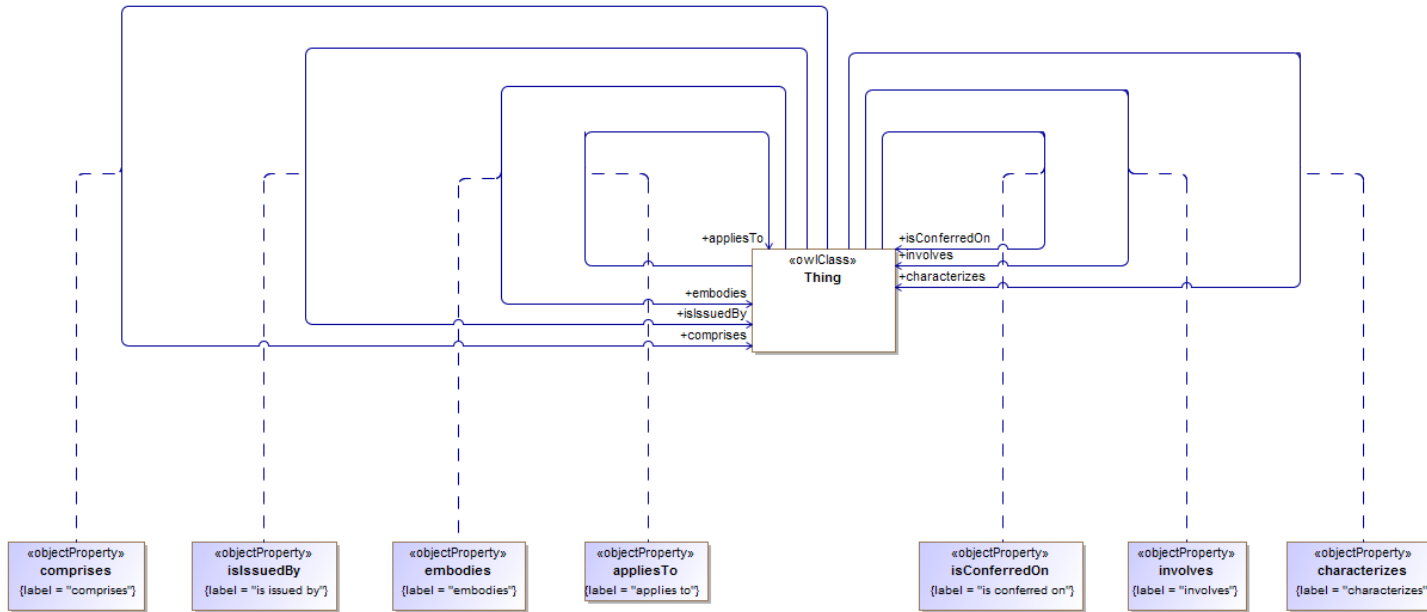 +appliesTo
+isConferredOn
«owlClass»
+involves
Thing
+characterizes
+embodies
+isIssuedBy
+comprises
«objectProperty»
comprises
{label = "comprises"}
«objectProperty»
isIssuedBy
{label = "is issued by"}
«objectProperty»
embodies
{label = "embodies"}
«objectProperty»
appliesTo
{label = "applies to"}
«objectProperty»
isConferredOn
{label = "is conferred on"}
«objectProperty»
involves
{label = "involves"}
«objectProperty»
characterizes
{label = "characterizes"